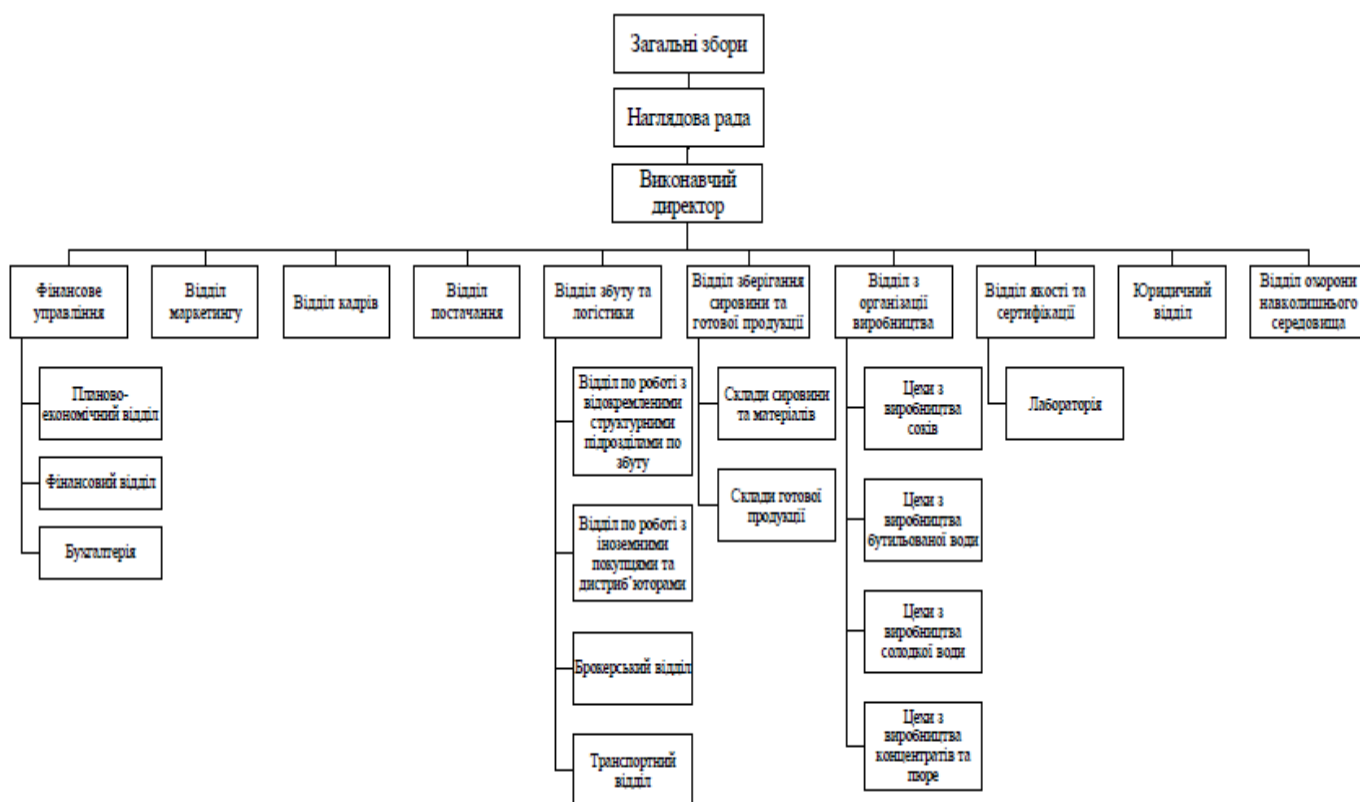 Загальні збори
Наглядова рада
Виконавчий
директор
Фінансове
управління
Відділ
маркетингу
Відділ кадрів
Відділ
постачання
Відділ збуту та
логістики
Відділ зберігання
сировини та
готової продукції
Відділ з
організації
виробництва
Відділ якості та
сертифікації
Юридичний
відділ
Відділ охорони
навколишнього
середовища
Планово-
економічний відділ
Фінансовий відділ
Бухгалтерія
Відділ по роботі з
відокремленими
структурними
підрозділами по
збуту
Відділ по роботі з
іноземними
покупцями та
дистриб'юторами
Брокерський відділ
Транспортний
відділ
Склади сировини
та матеріалів
Склади готової
продукції
Цехи з
виробництва
соків
Цехи з
виробництва
бутильованої води
Цехи з
виробництва
солодкої води
Цехи з
виробництва
концентратів та
пюре
Лабораторія